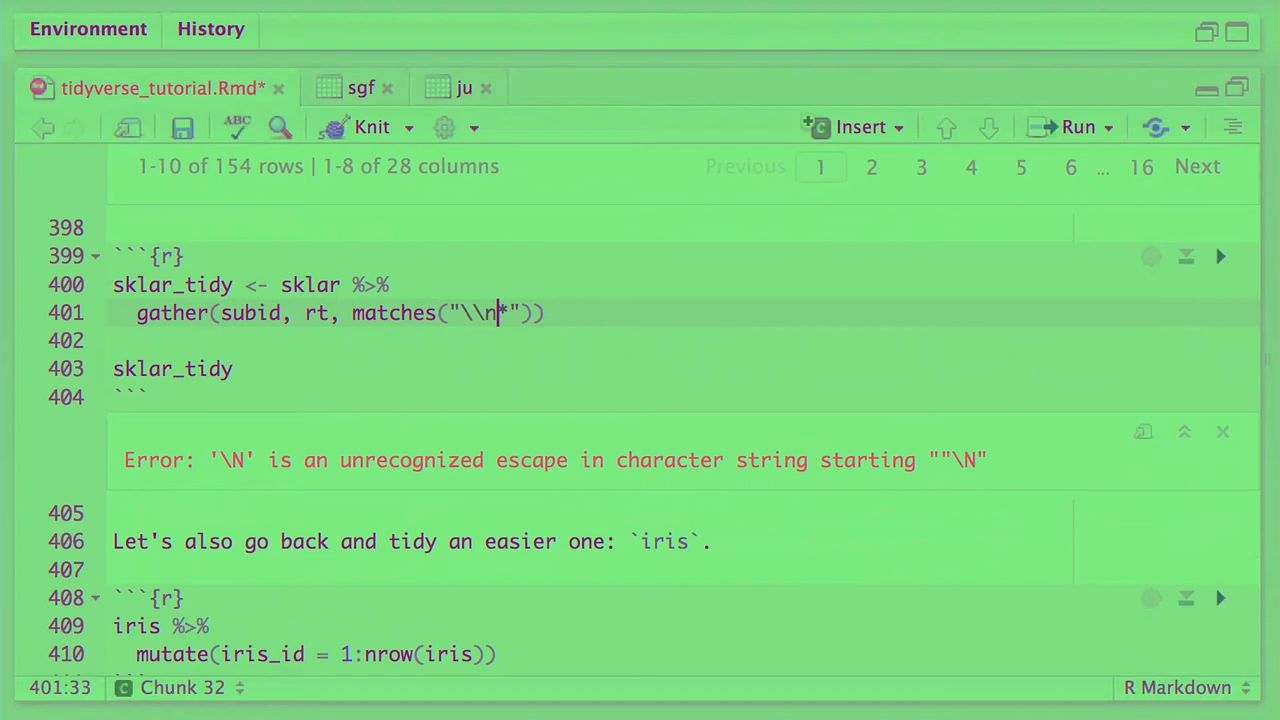 Environment History
tidyverse_tutorial.Rmd* sgf ju
ABC Knit Insert Run
1-10 of 154 rows | 1-8 of 28 columns Previous 1 2 3 4 5 6 ... 16 Next
398
399 ```{r}
400 sklar_tidy <- sklar %>%
401 gather(subid, rt, matches("\\n*"))
402
403 sklar_tidy
404 ```
Error: '\N' is an unrecognized escape in character string starting ""\N"
405
406 Let's also go back and tidy an easier one: `iris`.
407
408 ```{r}
409 iris %>%
410 mutate(iris_id = 1:nrow(iris))
401:33 Chunk 32 R Markdown